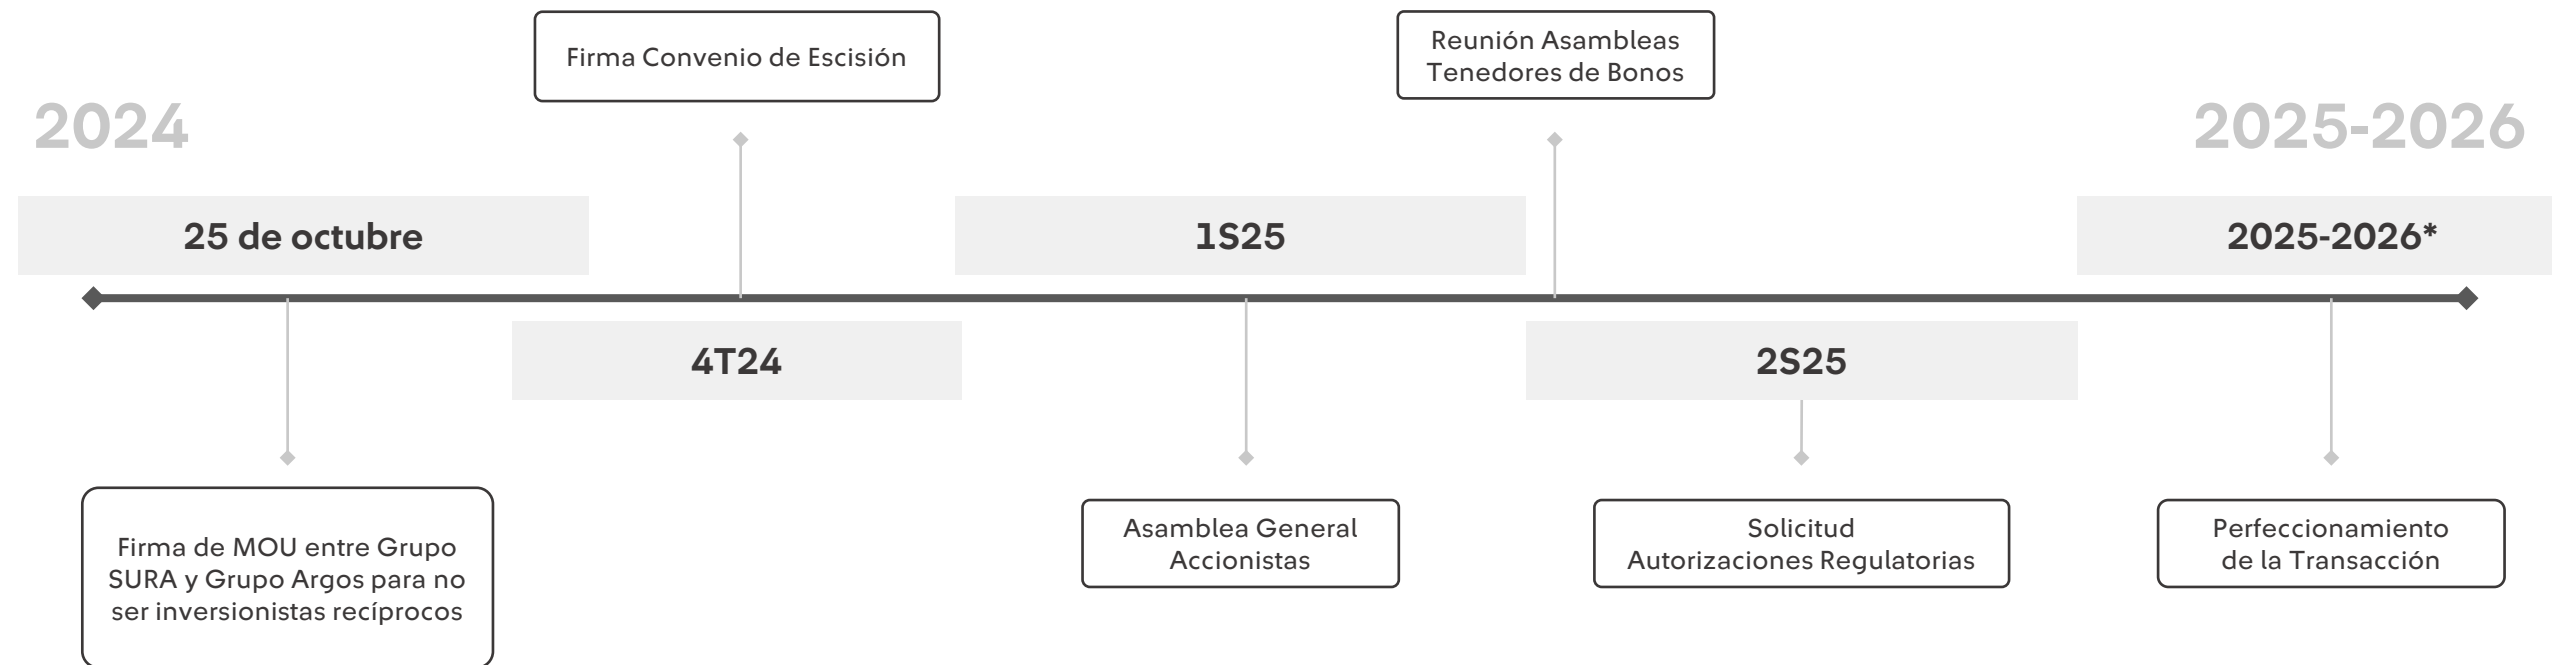 Firma Convenio de Escisión
Reunión Asambleas
Tenedores de Bonos
2024
2025-2026
25 de octubre
1S25
2025-2026*
4T24
2S25
Firma de MOU entre Grupo
SURA y Grupo Argos para no
ser inversionistas recíprocos
Asamblea General
Accionistas
Solicitud
Autorizaciones Regulatorias
Perfeccionamiento
de la Transacción